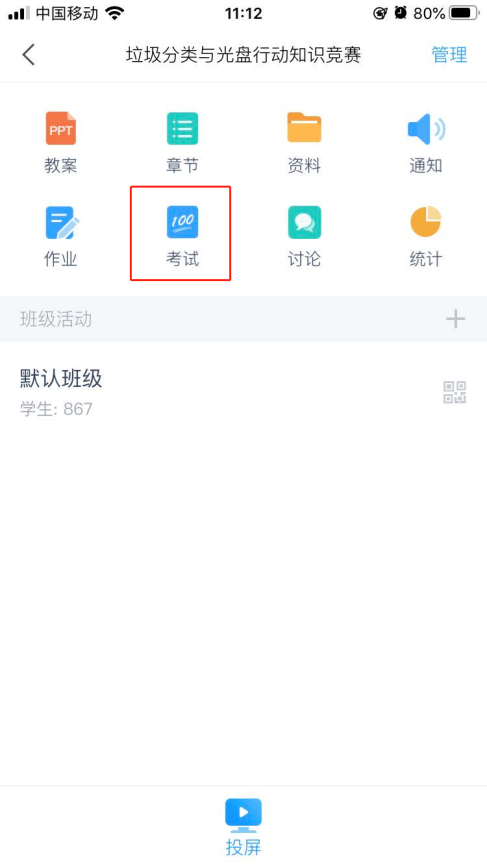 中国移动 11:12 80%
垃圾分类与光盘行动知识竞赛 管理
PPT
教案 章节 资料 通知
100
作业 考试 讨论 统计
班级活动
默认班级
学生: 867
投屏